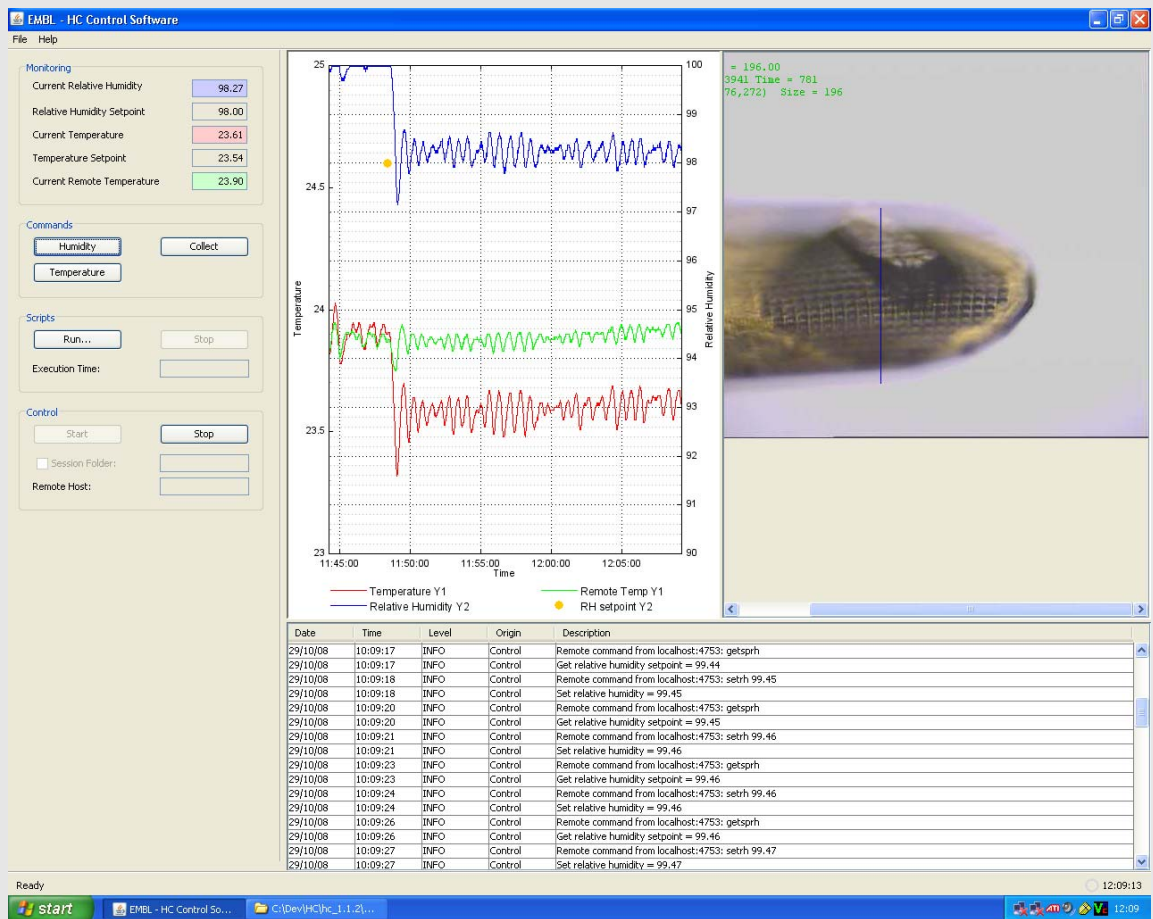 EMBL - HC Control Software
File Help
Monitoring
Current Relative Humidity 98.27
Relative Humidity Setpoint 98.00
Current Temperature 23.61
Temperature Setpoint 23.54
Current Remote Temperature 23.90
Commands
Humidity Collect
Temperature
Scripts
Run... Stop
Execution Time:
Control
Start Stop
Session Folder:
Remote Host:
25
24.5
24
23.5
23
Temperature
100
99
98
97
96
95
94
93
92
91
90
Relative Humidity
11:45:00 11:50:00 11:55:00 12:00:00 12:05:00
Time
Temperature Y1 Remote Temp Y1
Relative Humidity Y2 RH setpoint Y2
= 196.00
3941 Time = 781
76,272) Size = 196
Date Time Level Origin Description
29/10/08 10:09:17 INFO Control Remote command from localhost:4753: getsprh
29/10/08 10:09:17 INFO Control Get relative humidity setpoint = 99.44
29/10/08 10:09:18 INFO Control Remote command from localhost:4753: setrh 99.45
29/10/08 10:09:18 INFO Control Set relative humidity = 99.45
29/10/08 10:09:20 INFO Control Remote command from localhost:4753: getsprh
29/10/08 10:09:20 INFO Control Get relative humidity setpoint = 99.45
29/10/08 10:09:21 INFO Control Remote command from localhost:4753: setrh 99.46
29/10/08 10:09:21 INFO Control Set relative humidity = 99.46
29/10/08 10:09:23 INFO Control Remote command from localhost:4753: getsprh
29/10/08 10:09:23 INFO Control Get relative humidity setpoint = 99.46
29/10/08 10:09:24 INFO Control Remote command from localhost:4753: setrh 99.46
29/10/08 10:09:24 INFO Control Set relative humidity = 99.46
29/10/08 10:09:26 INFO Control Remote command from localhost:4753: getsprh
29/10/08 10:09:26 INFO Control Get relative humidity setpoint = 99.46
29/10/08 10:09:27 INFO Control Remote command from localhost:4753: setrh 99.47
29/10/08 10:09:27 INFO Control Set relative humidity = 99.47
Ready 12:09:13
start EMBL - HC Control So... C:\Dev\HC\hc_1.1.2\... ATI 12:09